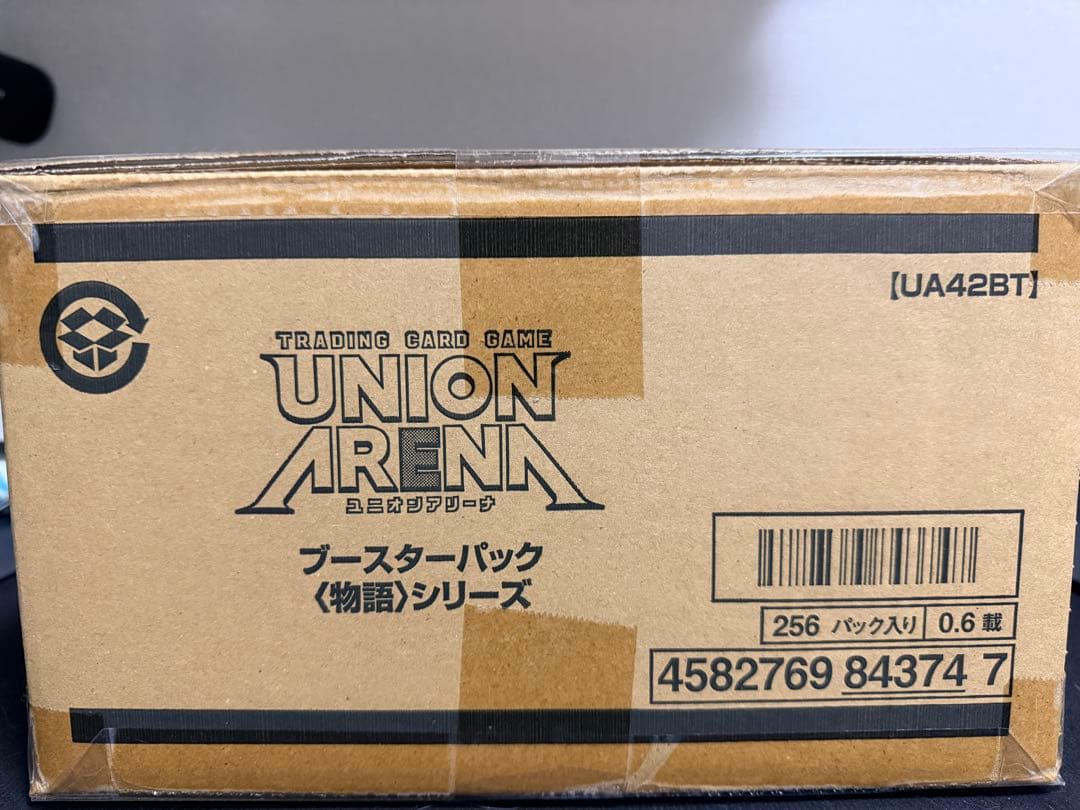 【UA42BT】
TRADING CARD GAME
UNION
ARENA
ユニオンアリーナ
ブースターパック
〈物語〉シリーズ
256 パック入り 0.6 載
4582769 84374 7